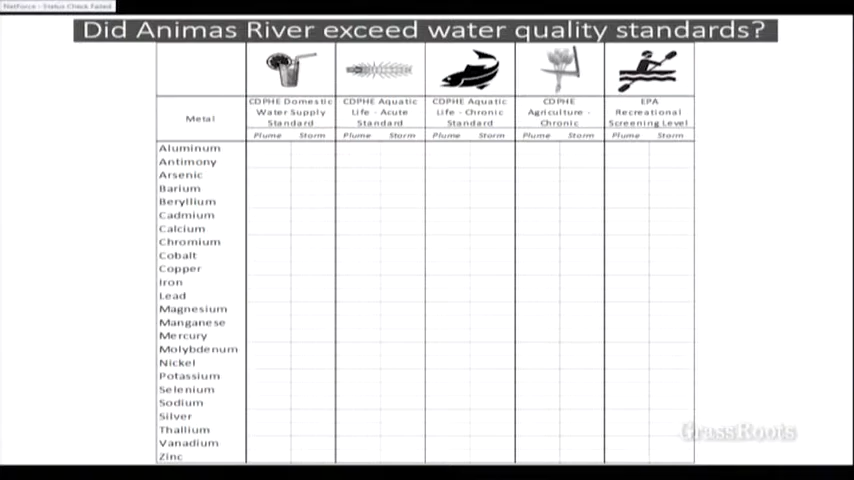 NetForce - Status Check Failed
Did Animas River exceed water quality standards?
Metal
CDPHE Domestic
Water Supply
Standard
CDPHE Aquatic
Life - Acute
Standard
CDPHE Aquatic
Life - Chronic
Standard
CDPHE
Agriculture -
Chronic
EPA
Recreational
Screening Level
Plume Storm Plume Storm Plume Storm Plume Storm Plume Storm
Aluminum
Antimony
Arsenic
Barium
Beryllium
Cadmium
Calcium
Chromium
Cobalt
Copper
Iron
Lead
Magnesium
Manganese
Mercury
Molybdenum
Nickel
Potassium
Selenium
Sodium
Silver
Thallium
Vanadium
Zinc
GrassRoots